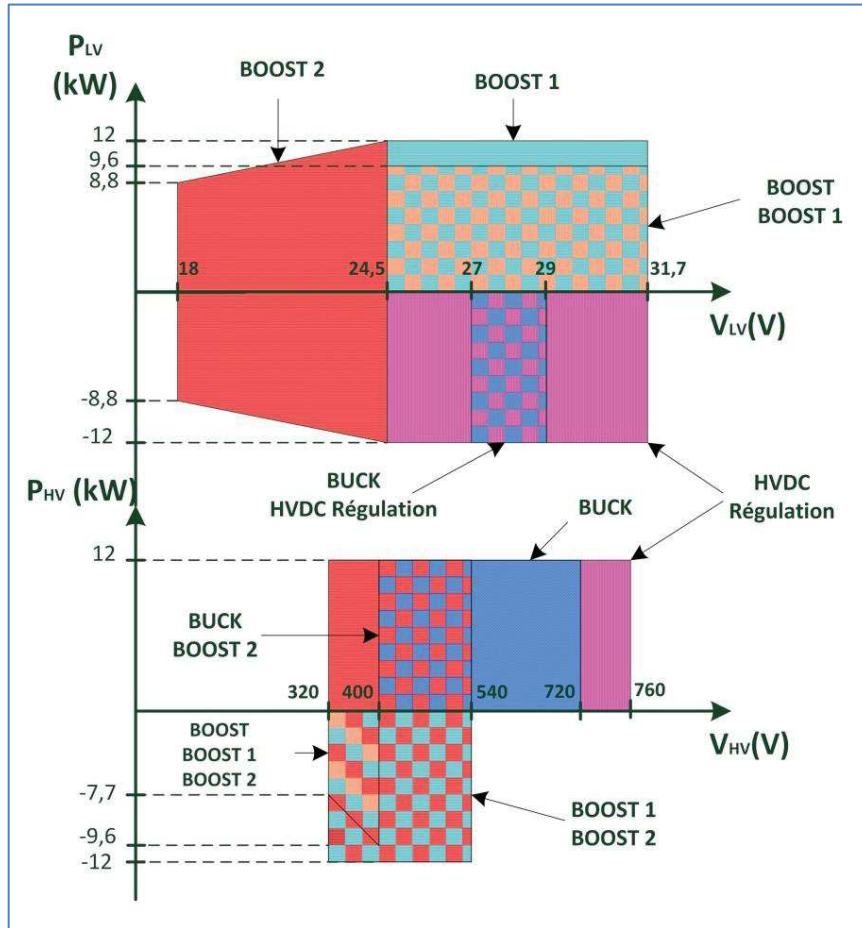 PLV
(kW)
BOOST 2
BOOST 1
12
9,6
8,8
BOOST
BOOST 1
18
24,5
27
29
31,7
VLV(V)
-8,8
-12
PHV (kW)
BUCK
HVDC Régulation
BUCK
HVDC
Régulation
12
BUCK
BOOST 2
320
400
540
720
760
VHV(V)
BOOST
BOOST 1
BOOST 2
-7,7
-9,6
-12
BOOST 1
BOOST 2